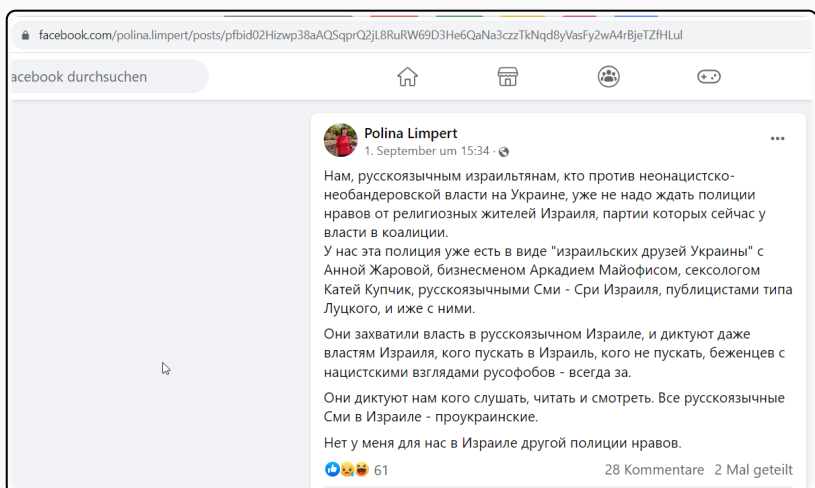 facebook.com/polina.limpert/posts/pfbid02Hizwp38aAQSqprQ2jL8RuRW69D3He6QaNa3czzTkNqd8yVasFy2wA4rBjeTZfHLul
acebook durchsuchen
Polina Limpert
1. September um 15:34 ·
Нам, русскоязычным израильтянам, кто против неонацистско-
необандеровской власти на Украине, уже не надо ждать полиции
нравов от религиозных жителей Израиля, партии которых сейчас у
власти в коалиции.
У нас эта полиция уже есть в виде "израильских друзей Украины" с
Анной Жаровой, бизнесменом Аркадием Майофисом, сексологом
Катей Купчик, русскоязычными Сми - Сри Израиля, публицистами типа
Луцкого, и иже с ними.
Они захватили власть в русскоязычном Израиле, и диктуют даже
властям Израиля, кого пускать в Израиль, кого не пускать, беженцев с
нацистскими взглядами русофобов - всегда за.
Они диктуют нам кого слушать, читать и смотреть. Все русскоязычные
Сми в Израиле - проукраинские.
Нет у меня для нас в Израиле другой полиции нравов.
61
28 Kommentare 2 Mal geteilt